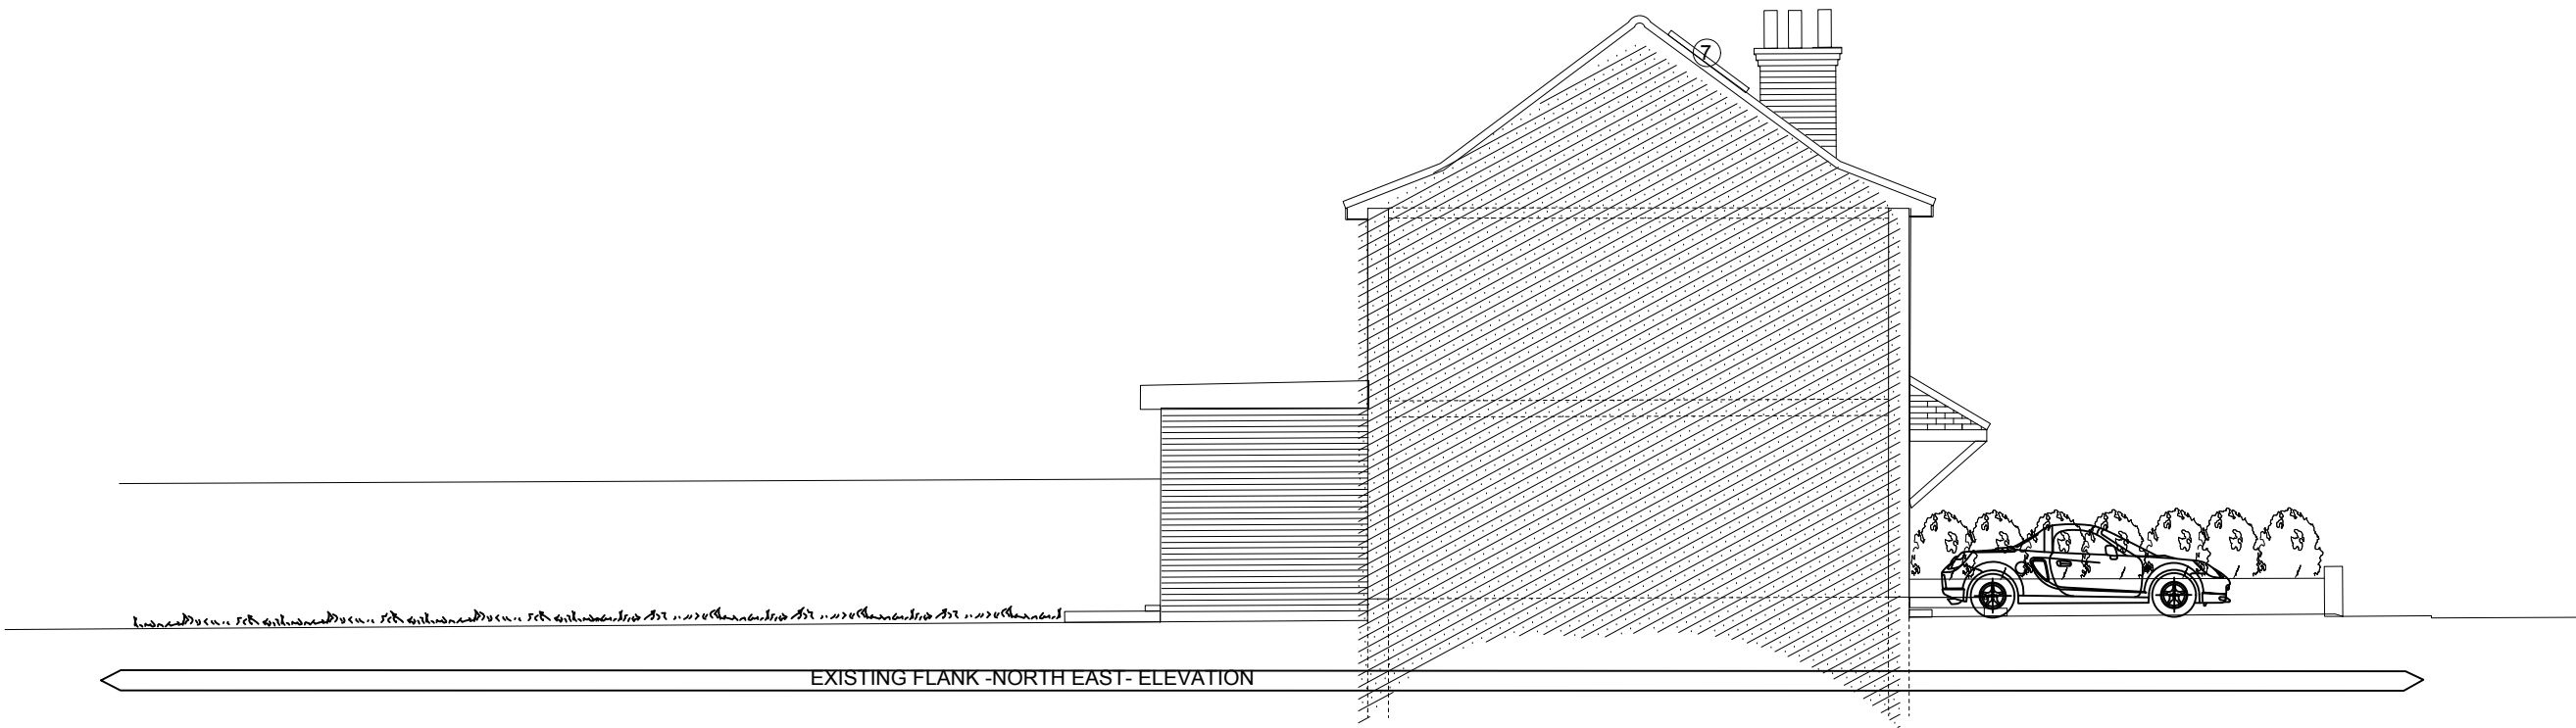 7
EXISTING FLANK -NORTH EAST- ELEVATION